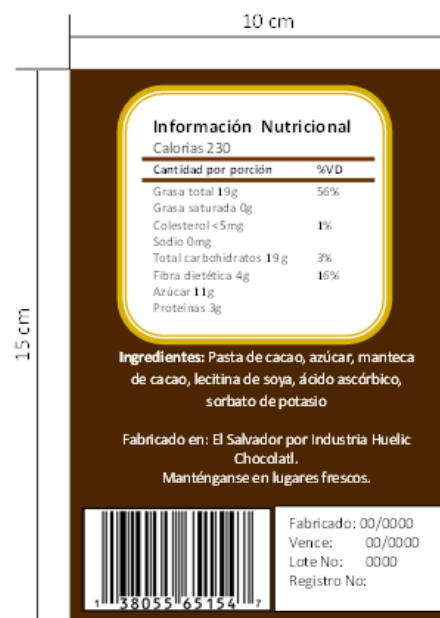 10 cm
15 cm
Información Nutricional
Calorías 230
Cantidad por porción %VD
Grasa total 19g 56%
Grasa saturada 0g
Colesterol <5mg 1%
Sodio 0mg
Total carbohidratos 19 g 3%
Fibra dietética 4g 16%
Azúcar 11g
Proteínas 3g
Ingredientes: Pasta de cacao, azúcar, manteca
de cacao, lecitina de soya, ácido ascórbico,
sorbato de potasio
Fabricado en: El Salvador por Industria Huelic
Chocolatl.
Manténganse en lugares frescos.
Fabricado: 00/0000
Vence: 00/0000
Lote No: 0000
Registro No:
1 38055 65154 7